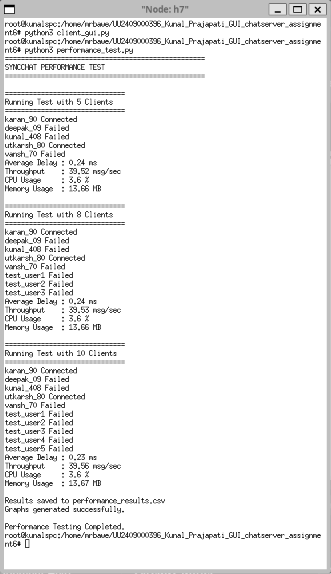 "Node: h7"
root@kunalspc:/home/mrbawe/UU2409000396_Kunal_Prajapati_GUI_chatserver_assignme
nt6# python3 client_gui.py
root@kunalspc:/home/mrbawe/UU2409000396_Kunal_Prajapati_GUI_chatserver_assignme
nt6# python3 performance_test.py
==================================================
SYNCCHAT PERFORMANCE TEST
==================================================

==============================
Running Test with 5 Clients
==============================
karan_90 Connected
deepak_09 Failed
kunal_408 Failed
utkarsh_80 Connected
vansh_70 Failed
Average Delay : 0.24 ms
Throughput    : 39.52 msg/sec
CPU Usage     : 3.6 %
Memory Usage  : 13.66 MB

==============================
Running Test with 8 Clients
==============================
karan_90 Connected
deepak_09 Failed
kunal_408 Failed
utkarsh_80 Connected
vansh_70 Failed
test_user1 Failed
test_user2 Failed
test_user3 Failed
Average Delay : 0.24 ms
Throughput    : 39.53 msg/sec
CPU Usage     : 3.6 %
Memory Usage  : 13.66 MB

==============================
Running Test with 10 Clients
==============================
karan_90 Connected
deepak_09 Failed
kunal_408 Failed
utkarsh_80 Connected
vansh_70 Failed
test_user1 Failed
test_user2 Failed
test_user3 Failed
test_user4 Failed
test_user5 Failed
Average Delay : 0.23 ms
Throughput    : 39.56 msg/sec
CPU Usage     : 3.6 %
Memory Usage  : 13.67 MB

Results saved to performance_results.csv
Graphs generated successfully.

Performance Testing Completed.
root@kunalspc:/home/mrbawe/UU2409000396_Kunal_Prajapati_GUI_chatserver_assignme
nt6#